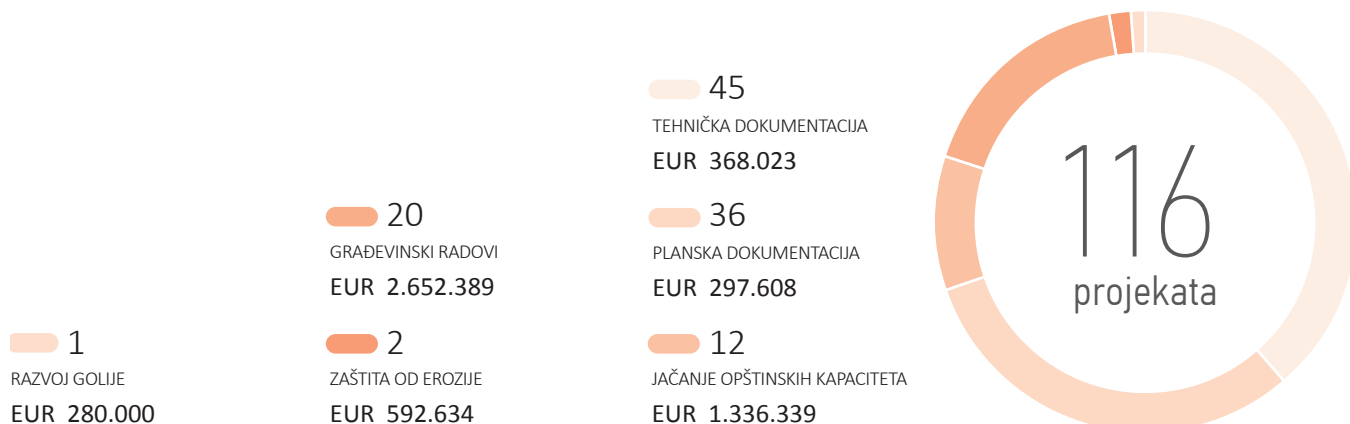 45
TEHNIČKA DOKUMENTACIJA
EUR 368.023
36
PLANSKA DOKUMENTACIJA
EUR 297.608
12
JAČANJE OPŠTINSKIH KAPACITETA
EUR 1.336.339
20
GRAĐEVINSKI RADOVI
EUR 2.652.389
2
ZAŠTITA OD EROZIJE
EUR 592.634
1
RAZVOJ GOLIJE
EUR 280.000
116
projekata